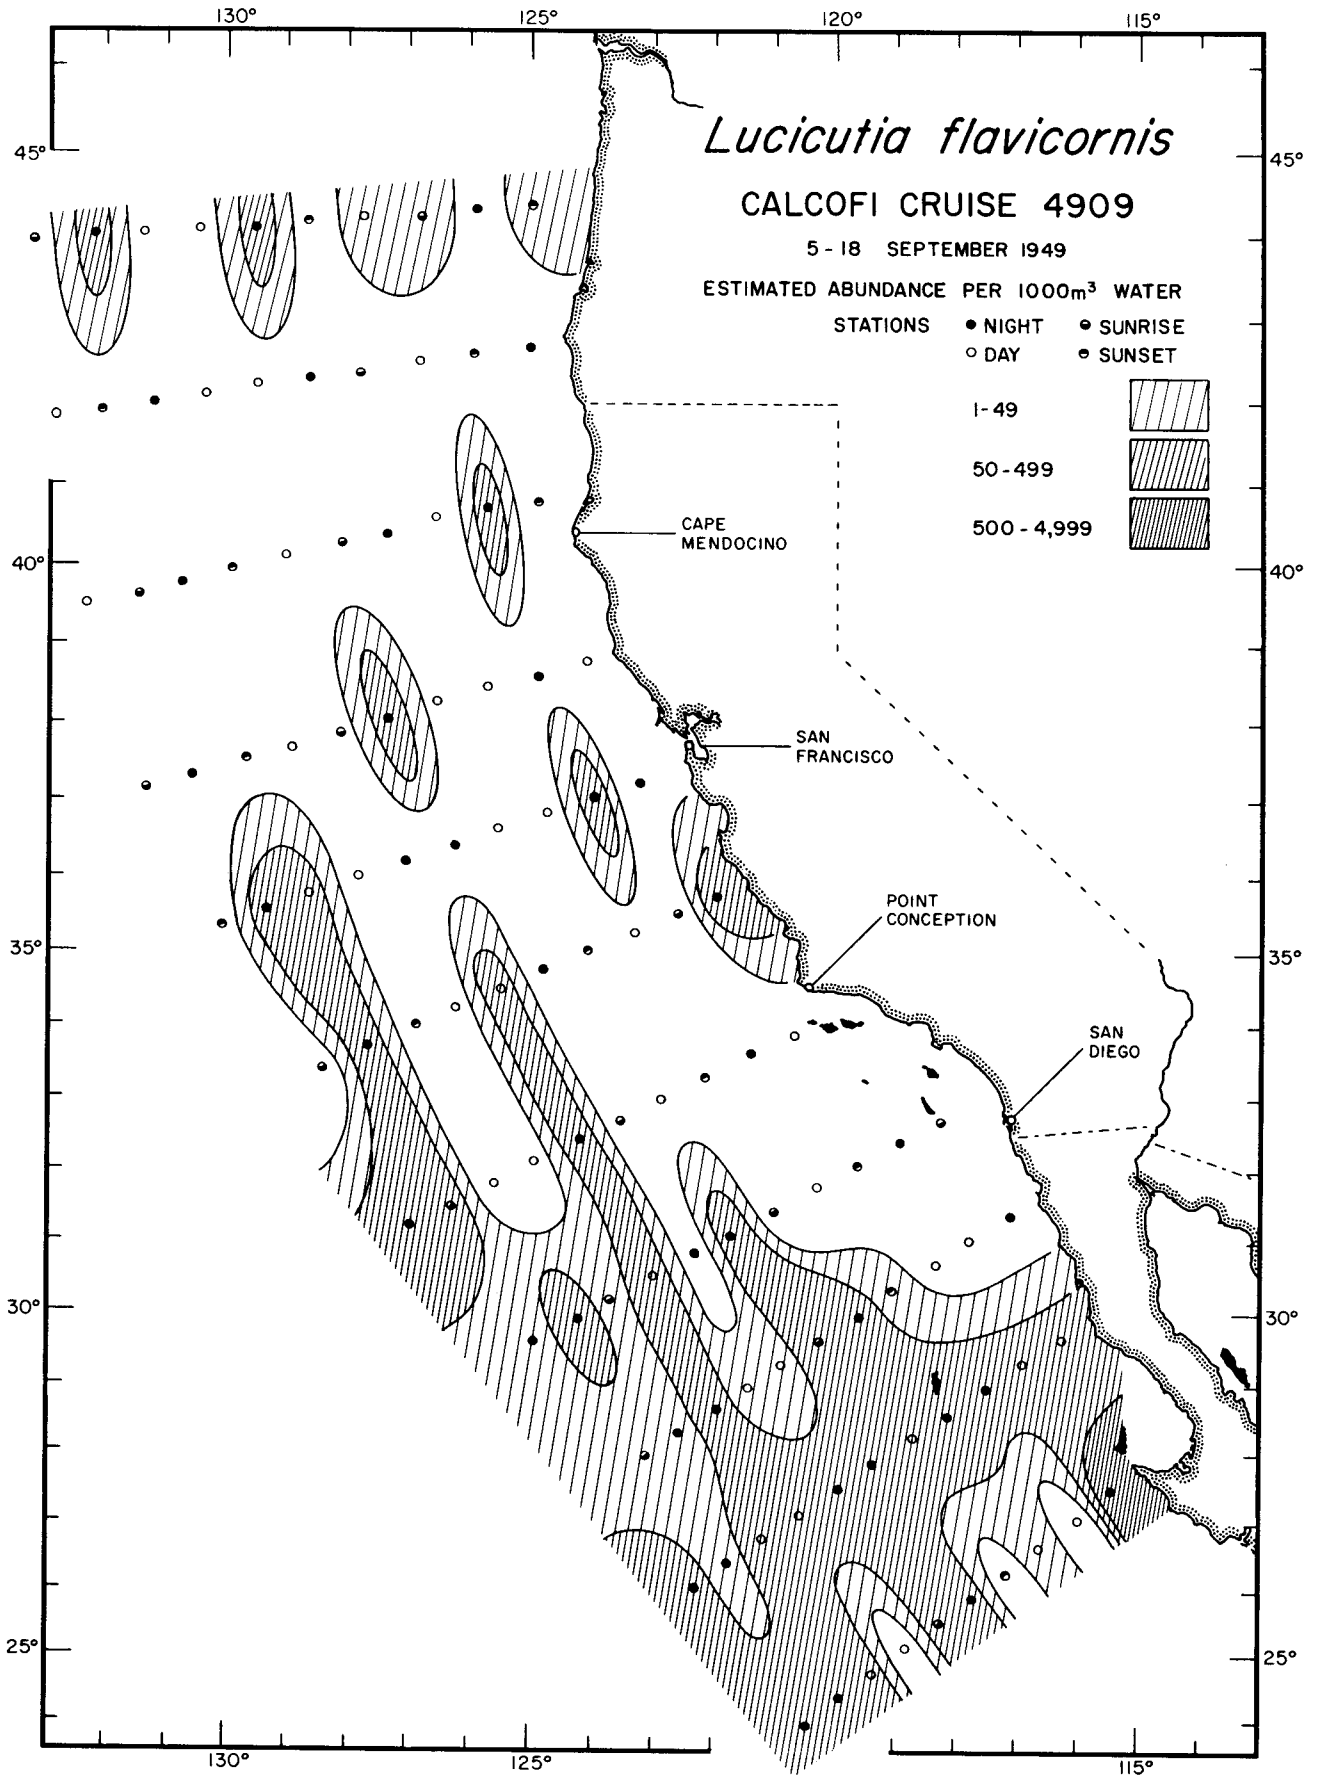 130° 125° 120° 115°
Lucicutia flavicornis
45° 45°
CALCOFI CRUISE 4909
5-18 SEPTEMBER 1949
ESTIMATED ABUNDANCE PER 1000m³ WATER
STATIONS ● NIGHT SUNRISE
○ DAY SUNSET
1-49
50-499
500-4,999
CAPE
MENDOCINO
40° 40°
SAN
FRANCISCO
POINT
CONCEPTION
35° 35°
SAN
DIEGO
30° 30°
25° 25°
130° 125° 115°